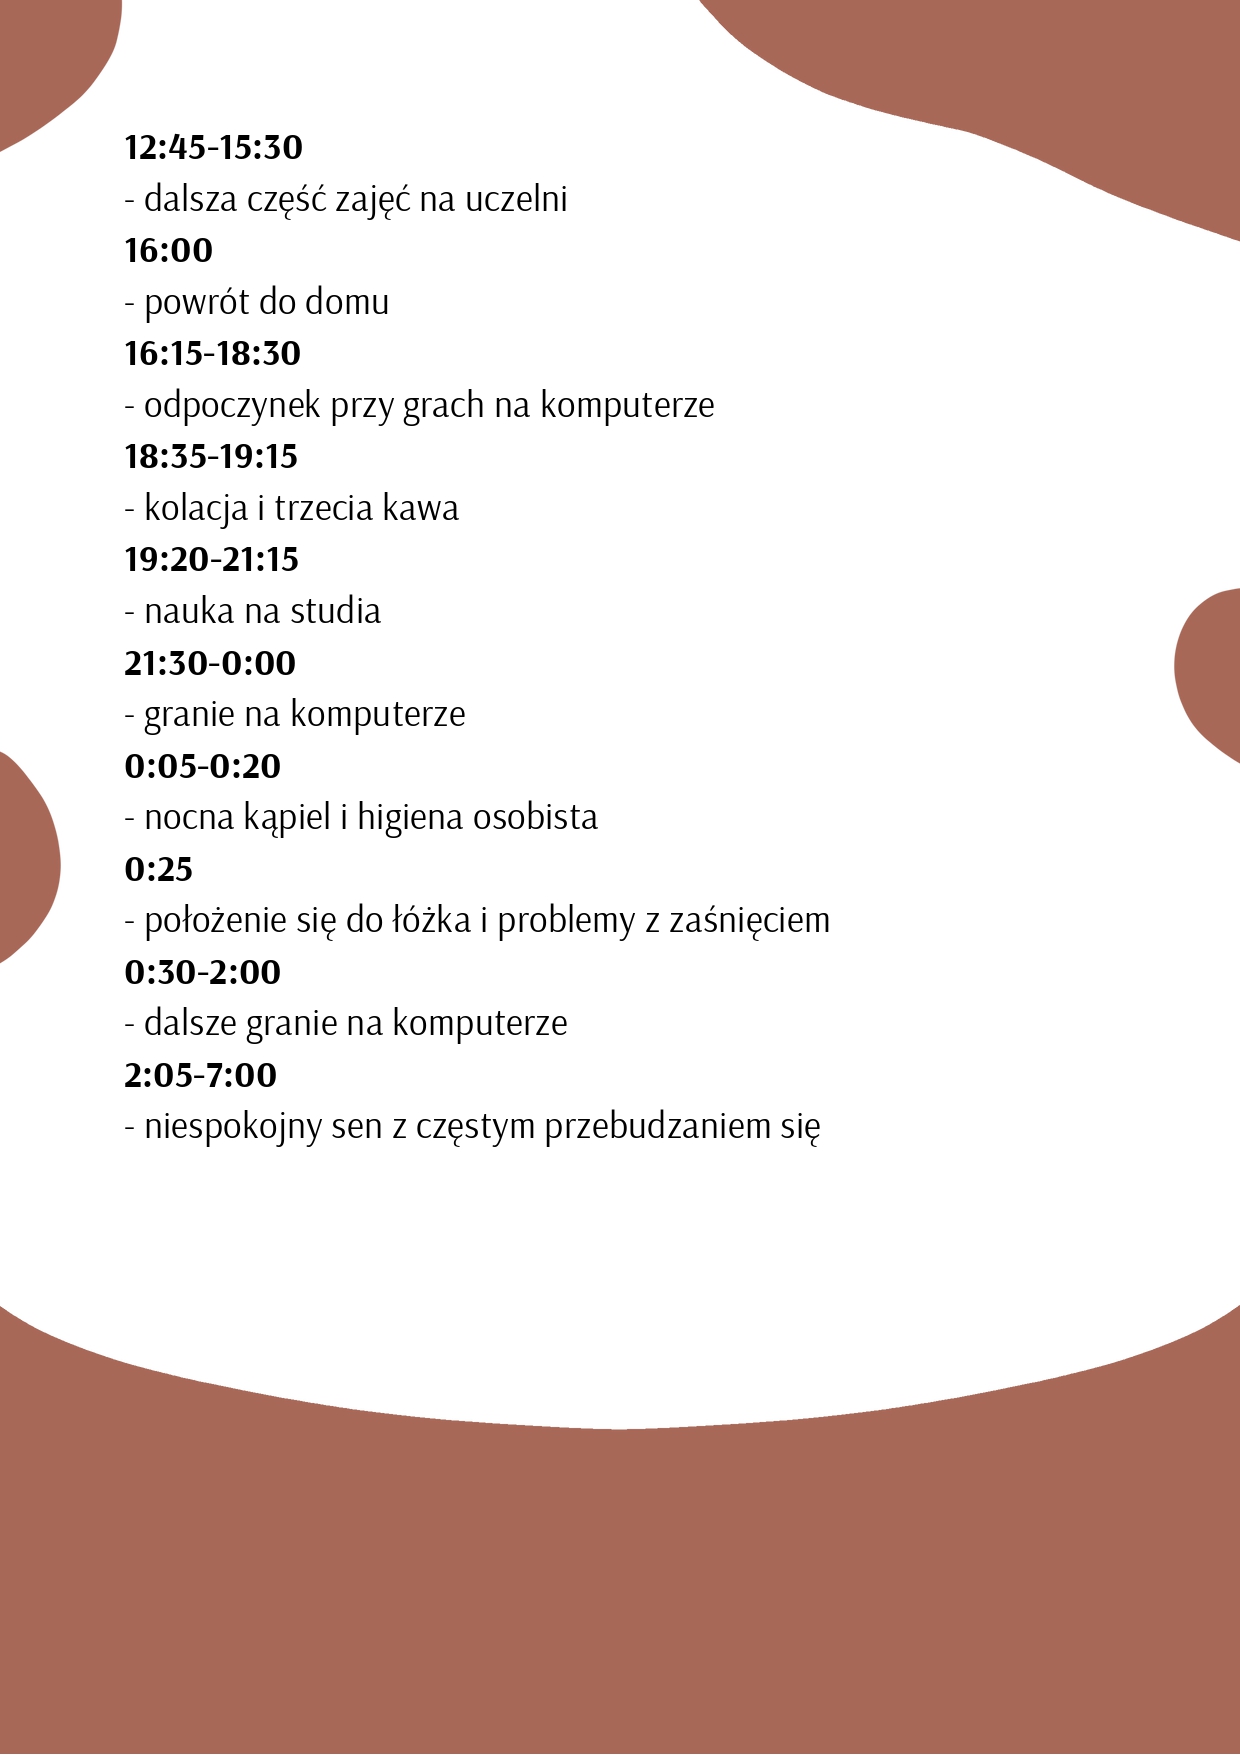 12:45-15:30
- dalsza część zajęć na uczelni
16:00
- powrót do domu
16:15-18:30
- odpoczynek przy grach na komputerze
18:35-19:15
- kolacja i trzecia kawa
19:20-21:15
- nauka na studia
21:30-0:00
- granie na komputerze
0:05-0:20
- nocna kąpiel i higiena osobista
0:25
- położenie się do łóżka i problemy z zaśnięciem
0:30-2:00
- dalsze granie na komputerze
2:05-7:00
- niespokojny sen z częstym przebudzaniem się